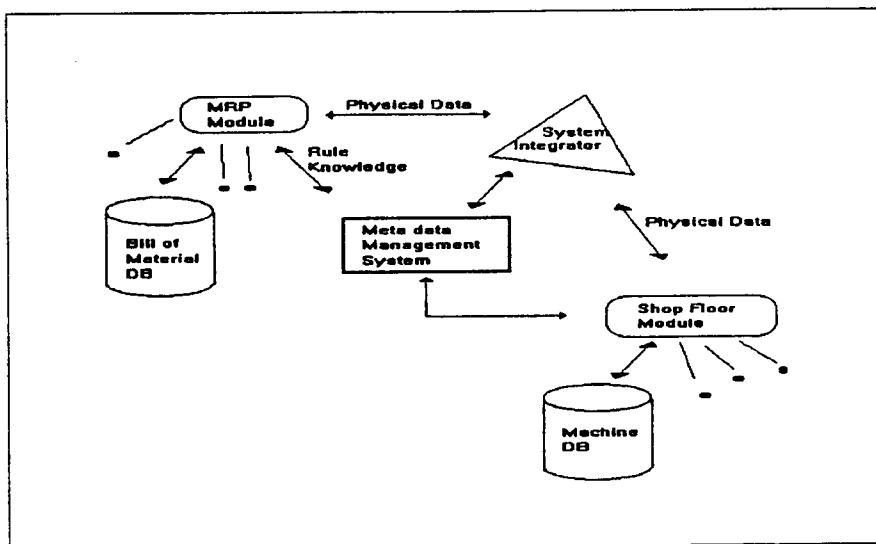 MRP
Module
Physical Data
System
Integrator
Rule
Knowledge
Bill of
Material
DB
Meta data
Management
System
Physical Data
Shop Floor
Module
Machine
DB